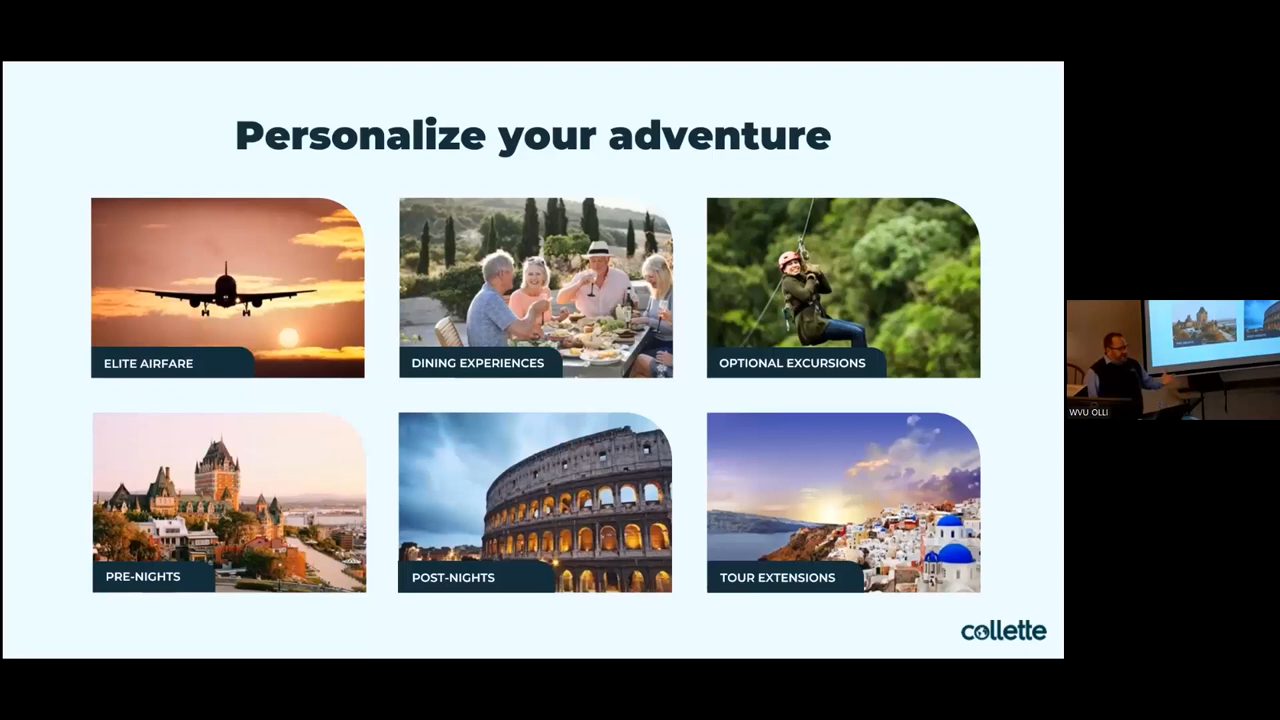 Personalize your adventure
ELITE AIRFARE
DINING EXPERIENCES
OPTIONAL EXCURSIONS
PRE-NIGHTS
POST-NIGHTS
TOUR EXTENSIONS
collette
WVU OLLI